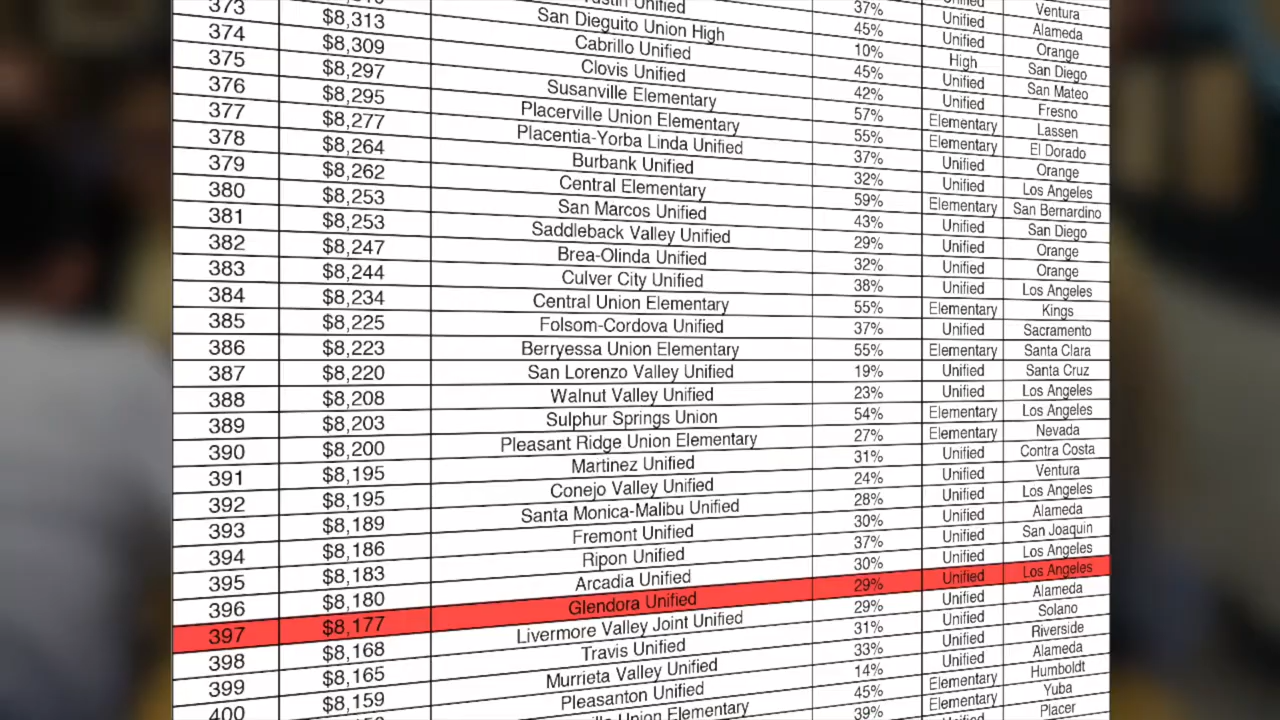 Ventura
37% Unified Alameda
Unified 45% Unified Orange
San Dieguito Union High 10% High San Diego
373 $8,313 Cabrillo Unified 45% Unified San Mateo
374 $8,309 Clovis Unified 42% Unified Fresno
375 $8,297 Susanville Elementary 57% Elementary Lassen
376 $8,295 Placerville Union Elementary 55% Elementary El Dorado
377 $8,277 Placentia-Yorba Linda Unified 37% Unified Orange
378 $8,264 Burbank Unified 32% Unified Los Angeles
379 $8,262 Central Elementary 59% Elementary San Bernardino
380 $8,253 San Marcos Unified 43% Unified San Diego
381 $8,253 Saddleback Valley Unified 29% Unified Orange
382 $8,247 Brea-Olinda Unified 32% Unified Orange
383 $8,244 Culver City Unified 38% Unified Los Angeles
384 $8,234 Central Union Elementary 55% Elementary Kings
385 $8,225 Folsom-Cordova Unified 37% Unified Sacramento
386 $8,223 Berryessa Union Elementary 55% Elementary Santa Clara
387 $8,220 San Lorenzo Valley Unified 19% Unified Santa Cruz
388 $8,208 Walnut Valley Unified 23% Unified Los Angeles
389 $8,203 Sulphur Springs Union 54% Elementary Los Angeles
390 $8,200 Pleasant Ridge Union Elementary 27% Elementary Nevada
391 $8,195 Martinez Unified 31% Unified Contra Costa
392 $8,195 Conejo Valley Unified 24% Unified Ventura
393 $8,189 Santa Monica-Malibu Unified 28% Unified Los Angeles
394 $8,186 Fremont Unified 30% Unified Alameda
395 $8,183 Ripon Unified 37% Unified San Joaquin
396 $8,180 Arcadia Unified 30% Unified Los Angeles
397 $8,177 Glendora Unified 29% Unified Los Angeles
398 $8,168 Livermore Valley Joint Unified 29% Unified Alameda
399 $8,165 Travis Unified 31% Unified Solano
400 $8,159 Murrieta Valley Unified 33% Unified Riverside
Pleasanton Unified 14% Unified Alameda
Union Elementary 45% Elementary Humboldt
39% Elementary Yuba
Placer